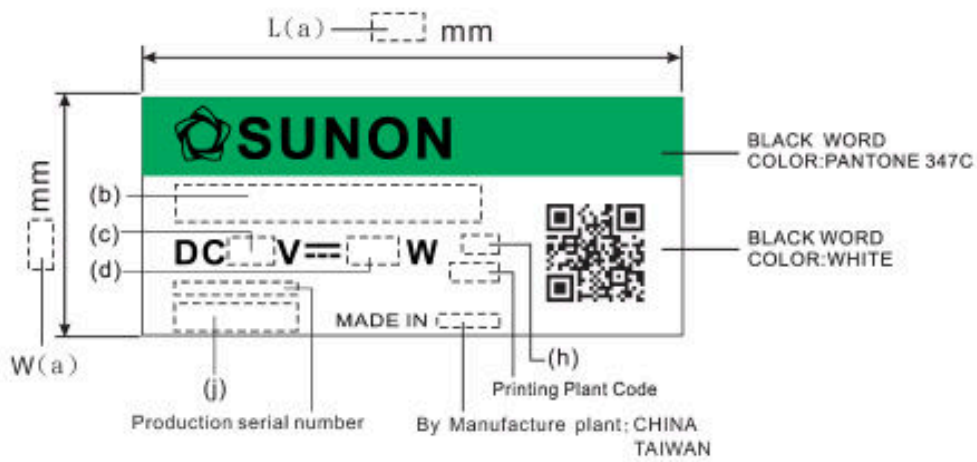 L(a) mm
SUNON
BLACK WORD
COLOR:PANTONE 347C
mm
(b)
(c)
DC V W
(d)
BLACK WORD
COLOR:WHITE
MADE IN
W(a)
(j)
(h)
Printing Plant Code
Production serial number
By Manufacture plant: CHINA
TAIWAN